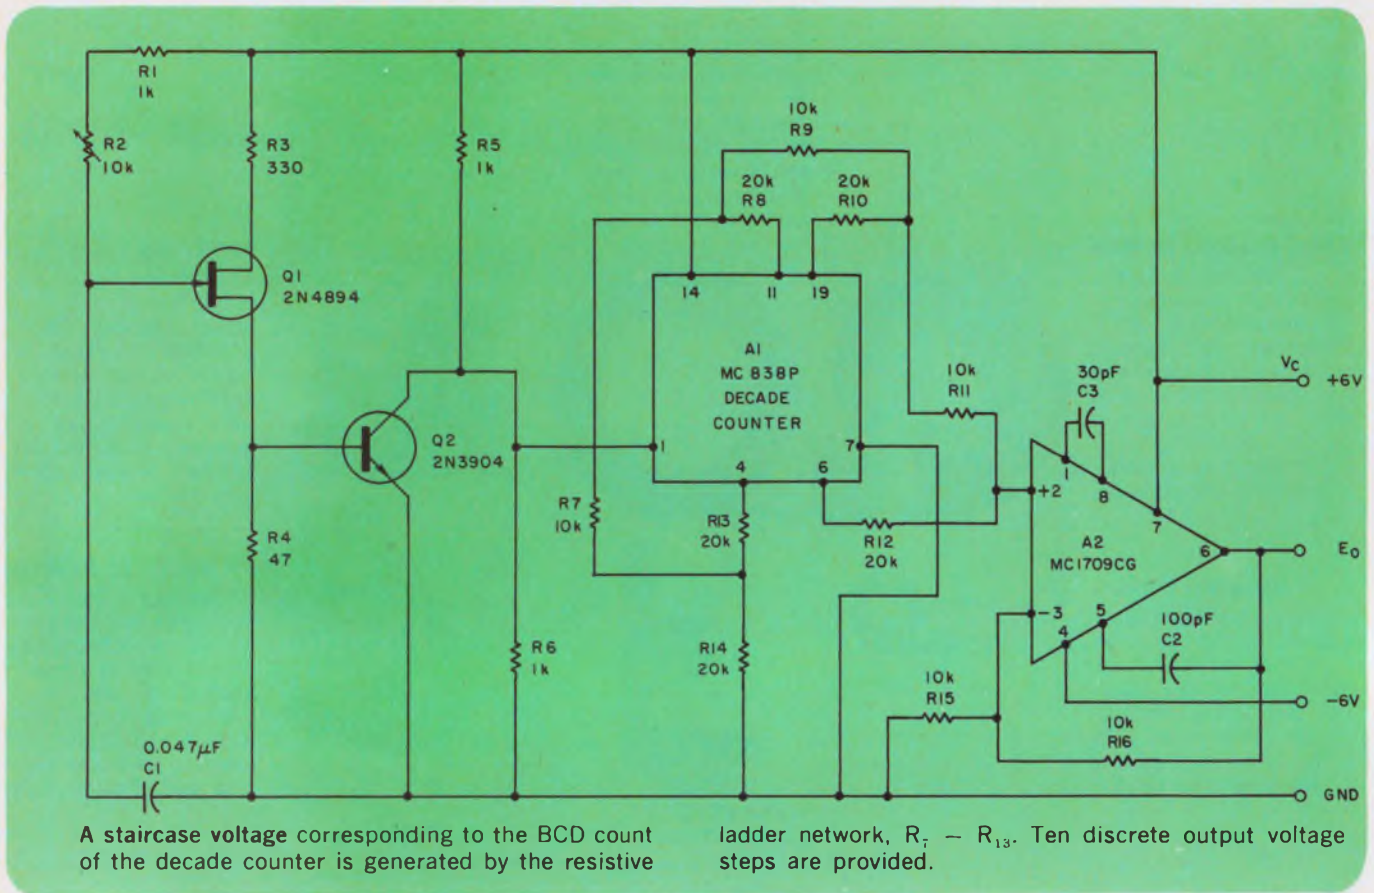 R1
1k
R2
10k
R3
330
R5
1k
10k
R9
20k
R8
20k
R10
Q1
2N4894
14
11
19
A1
MC 838P
DECADE
COUNTER
1
7
4
6
Q2
2N3904
R4
47
R7
10k
R13
20k
R12
20k
10k
R11
30pF
C3
VC
+6V
+2
1
8
7
A2
MC1709CG
6
EO
-3
4
5
100pF
C2
R6
1k
R14
20k
10k
R15
-6V
10k
R16
0.047µF
C1
GND
A staircase voltage corresponding to the BCD count
of the decade counter is generated by the resistive
ladder network, R7 – R13. Ten discrete output voltage
steps are provided.